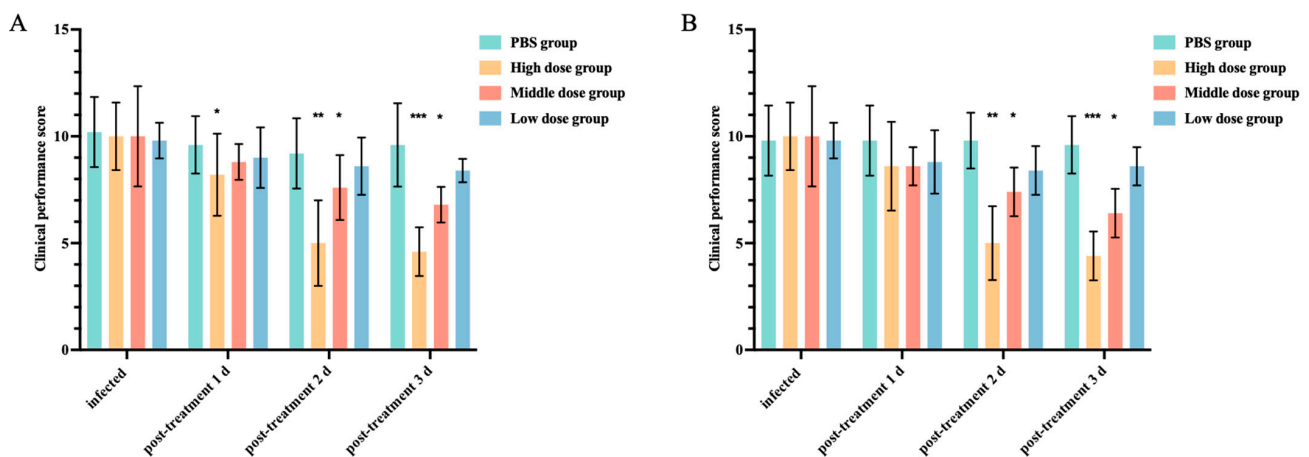 A
Clinical performance score
15
10
5
0
* ** * *** *
PBS group
High dose group
Middle dose group
Low dose group
infected
post-treatment 1 d
post-treatment 2 d
post-treatment 3 d
B
Clinical performance score
15
10
5
0
** * *** *
PBS group
High dose group
Middle dose group
Low dose group
infected
post-treatment 1 d
post-treatment 2 d
post-treatment 3 d